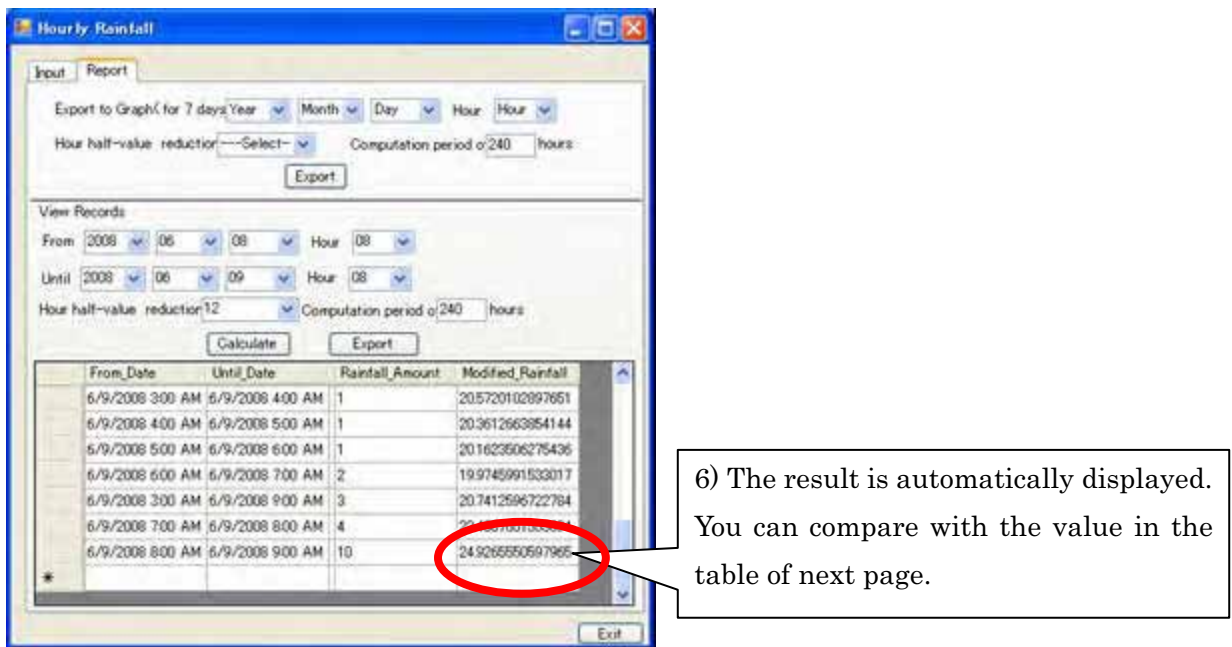 Hourly Rainfall
Input Report
Export to Graph( for 7 days Year Month Day Hour Hour
Hour half-value reduction ---Select- Computation period o 240 hours
Export
View Records
From 2008 06 08 Hour 08
Until 2008 06 09 Hour 08
Hour half-value reduction 12 Computation period o 240 hours
Calculate Export
From_Date Until_Date Rainfall_Amount Modified_Rainfall
6/9/2008 3:00 AM 6/9/2008 4:00 AM 1 20.5720102897651
6/9/2008 4:00 AM 6/9/2008 5:00 AM 1 20.3612663854144
6/9/2008 5:00 AM 6/9/2008 6:00 AM 1 20.1623506275436
6/9/2008 6:00 AM 6/9/2008 7:00 AM 2 19.9745991533017
6/9/2008 3:00 AM 6/9/2008 9:00 AM 3 20.7412596722784
6/9/2008 7:00 AM 6/9/2008 8:00 AM 4
6/9/2008 8:00 AM 6/9/2008 9:00 AM 10 24.9265550597965
*
Exit
6) The result is automatically displayed.
You can compare with the value in the
table of next page.